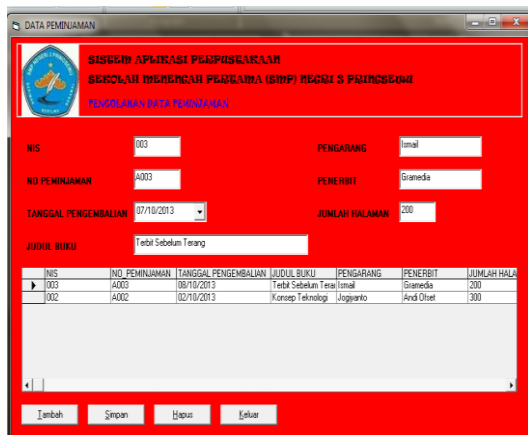 DATA PEMINJAMAN
SISTEM APLIKASI PERPUSTAKAAN
SEKOLAH MENENGAH PERTAMA (SMP) NEGRI 3 PRINGSEWU
PENGOLAHAN DATA PEMINJAMAN
NIS 003 PENGARANG Ismail
NO PEMINJAMAN A003 PENERBIT Gramedia
TANGGAL PENGEMBALIAN 07/10/2013 JUMLAH HALAMAN 200
JUDUL BUKU Terbit Sebelum Terang
NIS NO_PEMINJAMAN TANGGAL PENGEMBALIAN JUDUL BUKU PENGARANG PENERBIT JUMLAH HALA
003 A003 08/10/2013 Terbit Sebelum Tera Ismail Gramedia 200
002 A002 02/10/2013 Konsep Teknologi Jogiyanto Andi Ofset 300
Tambah Simpan Hapus Keluar